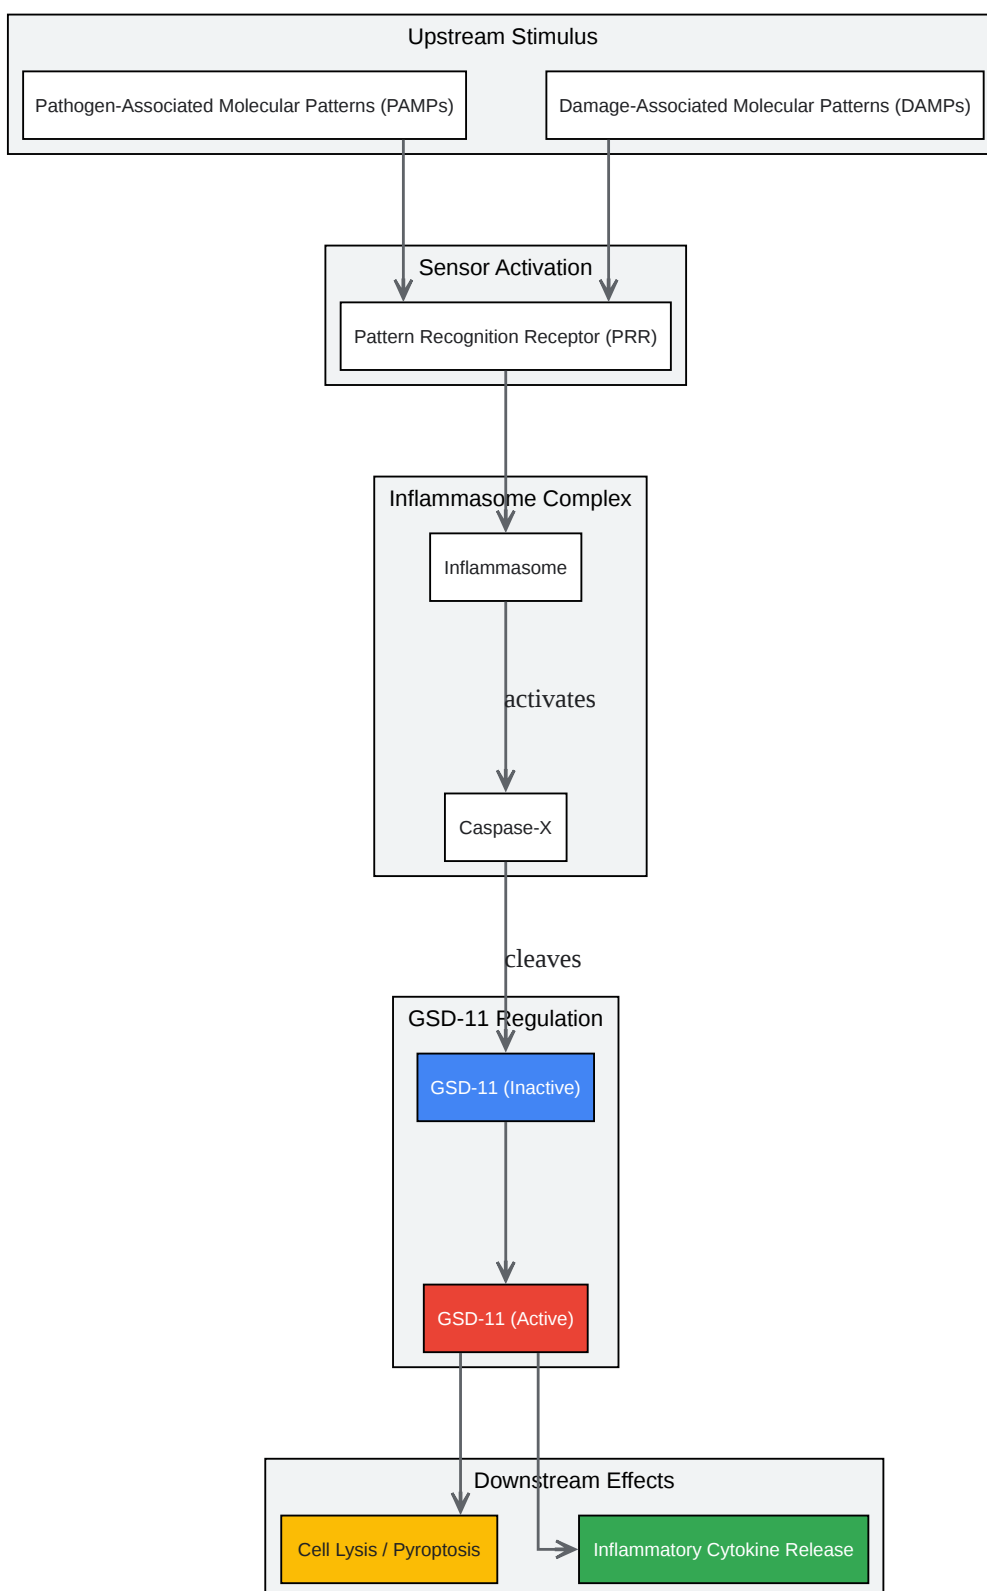 Upstream Stimulus
Pathogen-Associated Molecular Patterns (PAMPs)
Damage-Associated Molecular Patterns (DAMPs)
Sensor Activation
Pattern Recognition Receptor (PRR)
Inflammasome Complex
Inflammasome
activates
Caspase-X
cleaves
GSD-11 Regulation
GSD-11 (Inactive)
GSD-11 (Active)
Downstream Effects
Cell Lysis / Pyroptosis
Inflammatory Cytokine Release